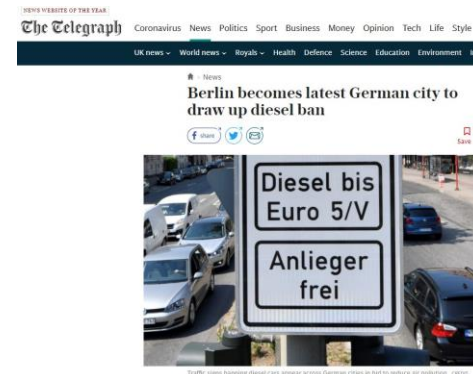 NEWS WEBSITE OF THE YEAR
The Telegraph
Coronavirus News Politics Sport Business Money Opinion Tech Life Style
UK news World news Royals Health Defence Science Education Environment
News
Berlin becomes latest German city to
draw up diesel ban
share
Save
Diesel bis
Euro 5/V
Anlieger
frei